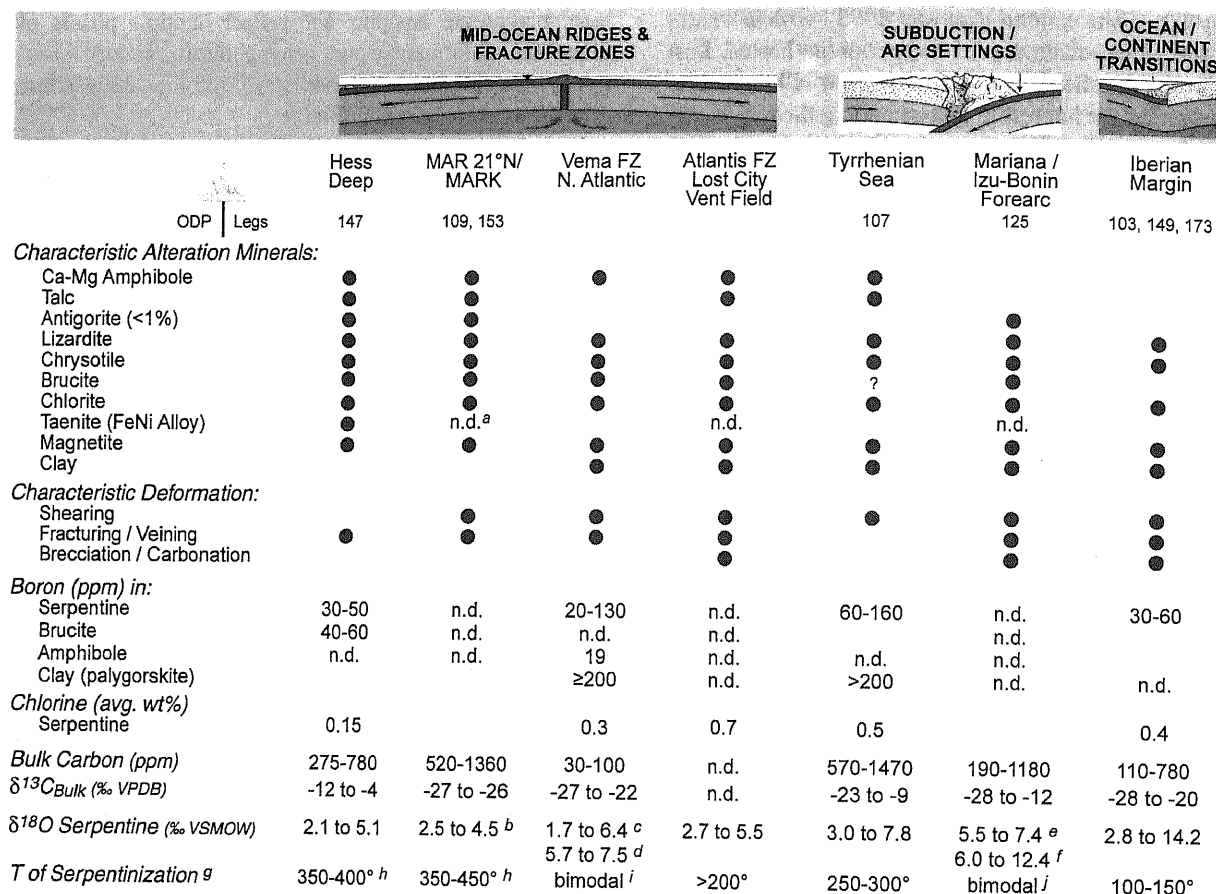 MID-OCEAN RIDGES &
FRACTURE ZONES
SUBDUCTION /
ARC SETTINGS
OCEAN /
CONTINENT
TRANSITIONS
Hess Deep MAR 21°N/ MARK Vema FZ N. Atlantic Atlantis FZ Lost City Vent Field Tyrrhenian Sea Mariana / Izu-Bonin Forearc Iberian Margin
ODP Legs 147 109, 153 107 125 103, 149, 173
Characteristic Alteration Minerals:
Ca-Mg Amphibole ● ● ● ● ●
Talc ● ● ● ●
Antigorite (<1%) ● ● ●
Lizardite ● ● ● ● ● ● ●
Chrysotile ● ● ● ● ● ● ●
Brucite ● ● ● ● ? ●
Chlorite ● ● ● ● ● ● ●
Taenite (FeNi Alloy) ● n.d. a n.d. n.d.
Magnetite ● ● ● ● ● ● ●
Clay ● ● ● ● ●
Characteristic Deformation:
Shearing ● ● ● ● ● ●
Fracturing / Veining ● ● ● ● ● ●
Brecciation / Carbonation ● ● ●
Boron (ppm) in:
Serpentine 30-50 n.d. 20-130 n.d. 60-160 n.d. 30-60
Brucite 40-60 n.d. n.d. n.d. n.d.
Amphibole n.d. n.d. 19 n.d. n.d. n.d.
Clay (palygorskite) ≥200 n.d. >200 n.d. n.d.
Chlorine (avg. wt%)
Serpentine 0.15 0.3 0.7 0.5 0.4
Bulk Carbon (ppm) 275-780 520-1360 30-100 n.d. 570-1470 190-1180 110-780
δ13CBulk (‰ VPDB) -12 to -4 -27 to -26 -27 to -22 n.d. -23 to -9 -28 to -12 -28 to -20
δ18O Serpentine (‰ VSMOW) 2.1 to 5.1 2.5 to 4.5 b 1.7 to 6.4 c 2.7 to 5.5 3.0 to 7.8 5.5 to 7.4 e 2.8 to 14.2
5.7 to 7.5 d 6.0 to 12.4 f
T of Serpentinization g 350-400° h 350-450° h bimodal i >200° 250-300° bimodal j 100-150°